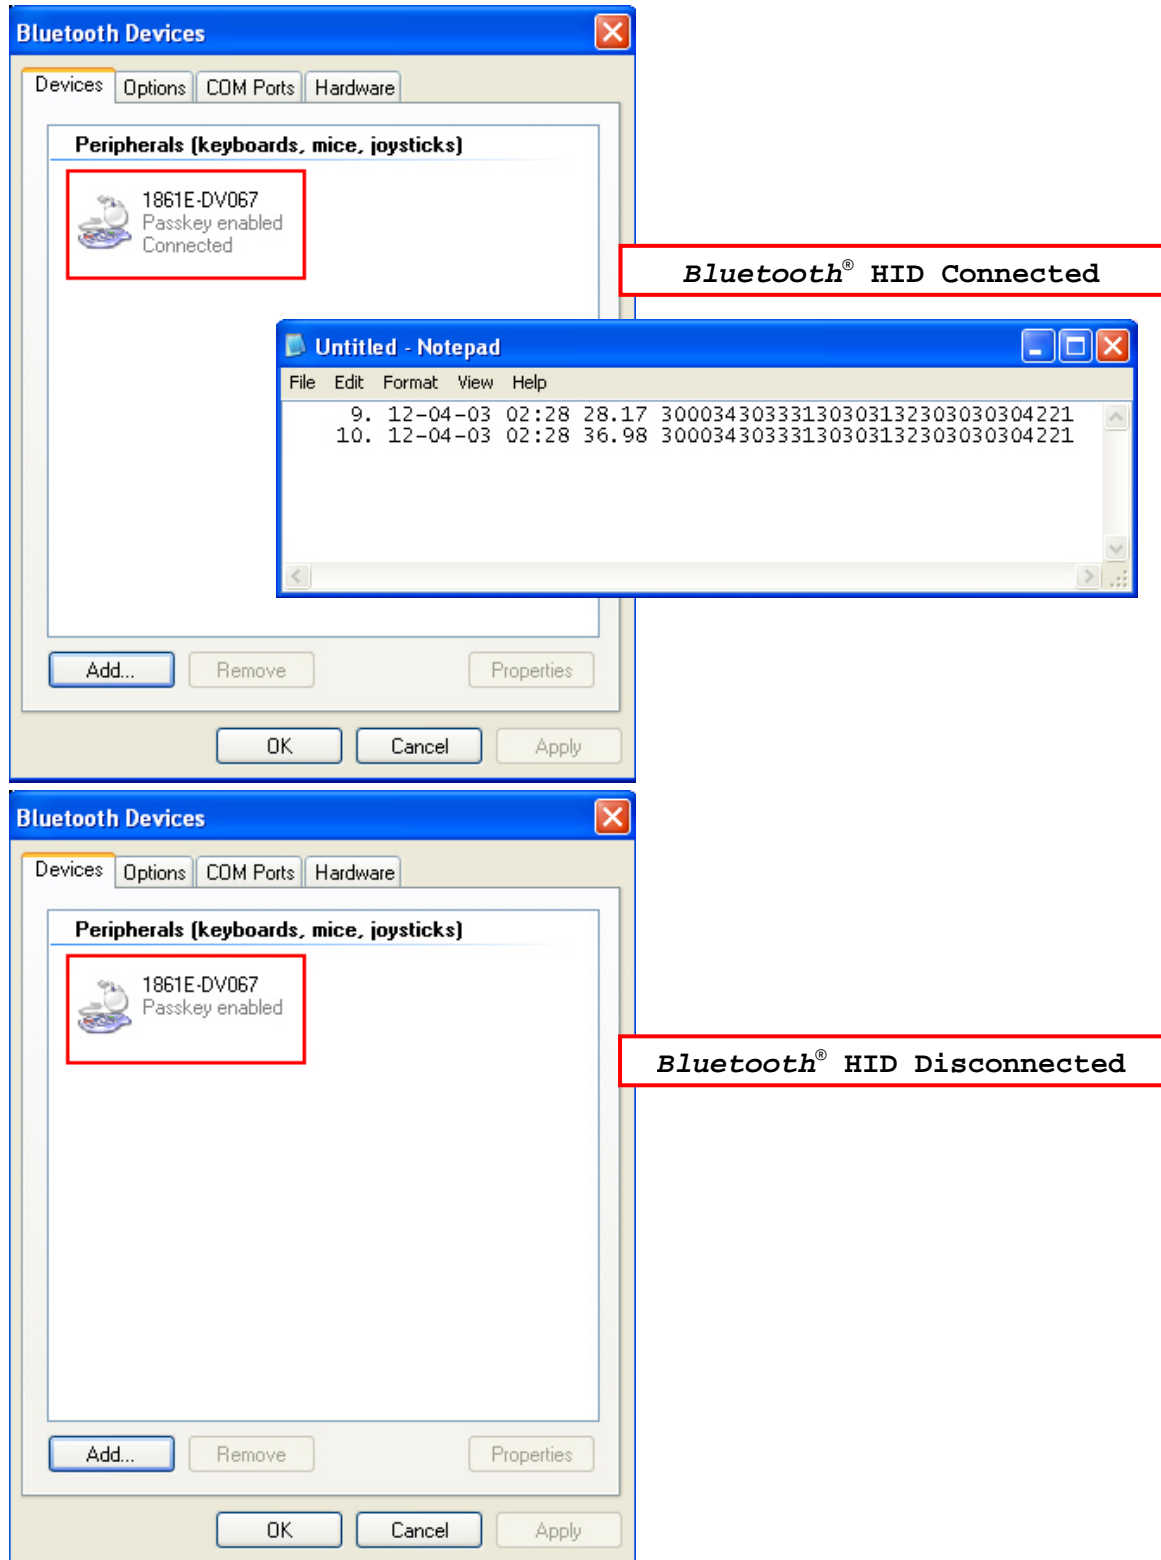 Bluetooth Devices
Devices Options COM Ports Hardware
Peripherals (keyboards, mice, joysticks)
1861E-DV067
Passkey enabled
Connected
Bluetooth® HID Connected
Untitled - Notepad
File Edit Format View Help
9. 12-04-03 02:28 28.17 300034303331303031323030304221
10. 12-04-03 02:28 36.98 300034303331303031323030304221
Add... Remove Properties
OK Cancel Apply
Bluetooth Devices
Devices Options COM Ports Hardware
Peripherals (keyboards, mice, joysticks)
1861E-DV067
Passkey enabled
Bluetooth® HID Disconnected
Add... Remove Properties
OK Cancel Apply